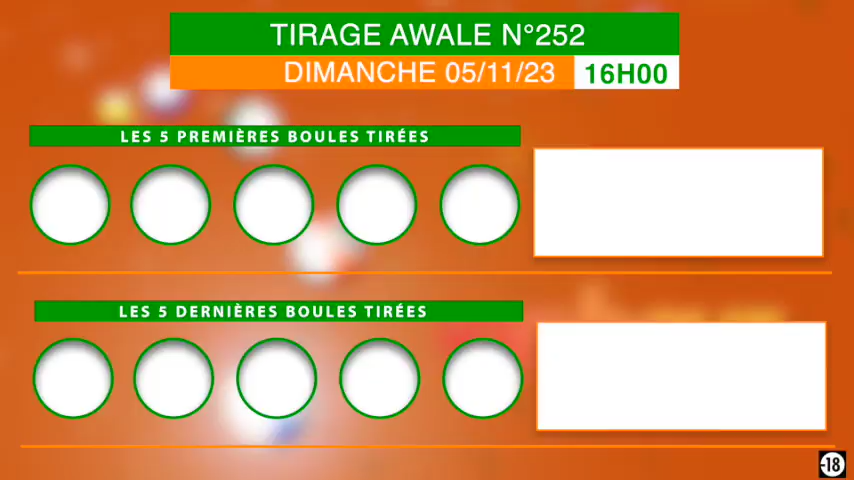 TIRAGE AWALE N°252
DIMANCHE 05/11/23 16H00
LES 5 PREMIÈRES BOULES TIRÉES
LES 5 DERNIÈRES BOULES TIRÉES
-18